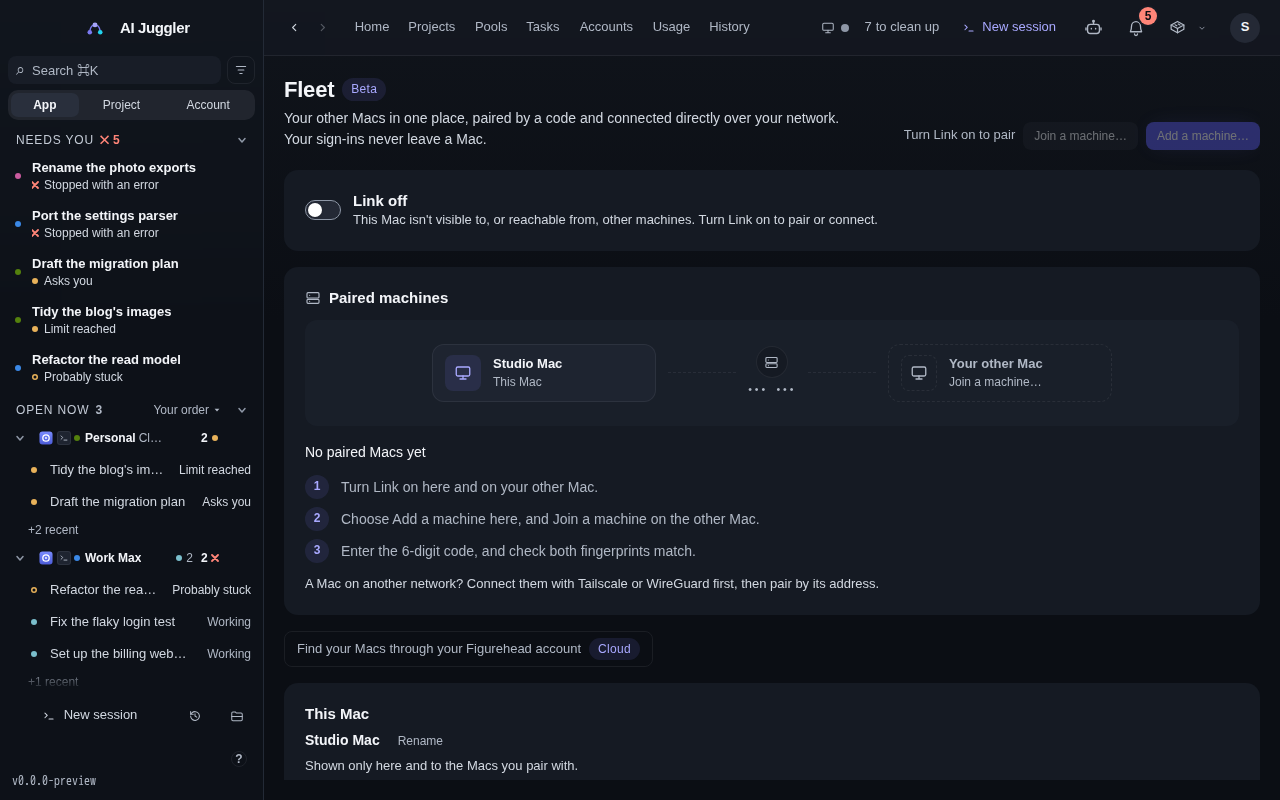 AI Juggler
Search ⌘K
App Project Account
NEEDS YOU 5
Rename the photo exports
Stopped with an error
Port the settings parser
Stopped with an error
Draft the migration plan
Asks you
Tidy the blog's images
Limit reached
Refactor the read model
Probably stuck
OPEN NOW 3 Your order
Personal Cl… 2
Tidy the blog's im… Limit reached
Draft the migration plan Asks you
+2 recent
Work Max 2 2
Refactor the rea… Probably stuck
Fix the flaky login test Working
Set up the billing web… Working
+1 recent
New session
?
v0.0.0-preview
Home Projects Pools Tasks Accounts Usage History 7 to clean up New session 5 S
Fleet Beta
Your other Macs in one place, paired by a code and connected directly over your network.
Your sign-ins never leave a Mac.
Turn Link on to pair Join a machine… Add a machine…
Link off
This Mac isn't visible to, or reachable from, other machines. Turn Link on to pair or connect.
Paired machines
Studio Mac
This Mac
••• •••
Your other Mac
Join a machine…
No paired Macs yet
1 Turn Link on here and on your other Mac.
2 Choose Add a machine here, and Join a machine on the other Mac.
3 Enter the 6-digit code, and check both fingerprints match.
A Mac on another network? Connect them with Tailscale or WireGuard first, then pair by its address.
Find your Macs through your Figurehead account Cloud
This Mac
Studio Mac Rename
Shown only here and to the Macs you pair with.